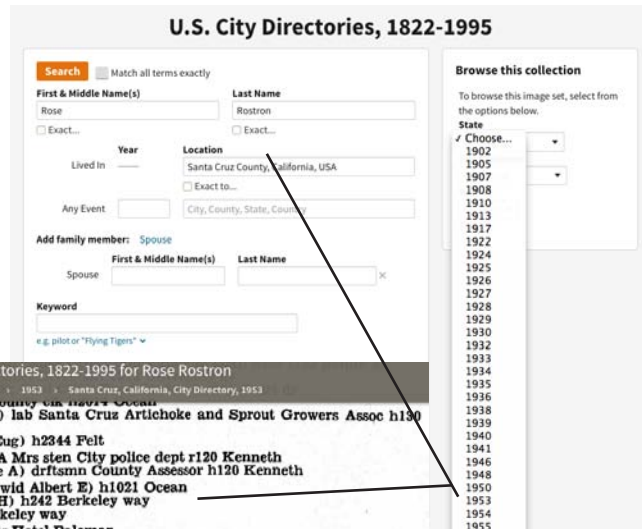 U.S. City Directories, 1822-1995
Search Match all terms exactly
First & Middle Name(s) Last Name
Rose Rostron
Exact... Exact...
Year Location
Lived In Santa Cruz County, California, USA
Exact to...
Any Event City, County, State, Country
Add family member: Spouse
First & Middle Name(s) Last Name
Spouse ×
Keyword
e.g. pilot or "Flying Tigers"
Browse this collection
To browse this image set, select from
the options below.
State
✓ Choose...
1902
1905
1907
1908
1910
1913
1917
1922
1924
1925
1926
1927
1928
1929
1930
1932
1933
1934
1935
1936
1938
1939
1940
1941
1946
1948
1950
1953
1954
1955
tories, 1822-1995 for Rose Rostron
› 1953 › Santa Cruz, California, City Directory, 1953
) lab Santa Cruz Artichoke and Sprout Growers Assoc h130
Eug) h2344 Felt
A Mrs sten City police dept r120 Kenneth
e A) drftsmn County Assessor h120 Kenneth
wid Albert E) h1021 Ocean
H) h242 Berkeley way
keley way